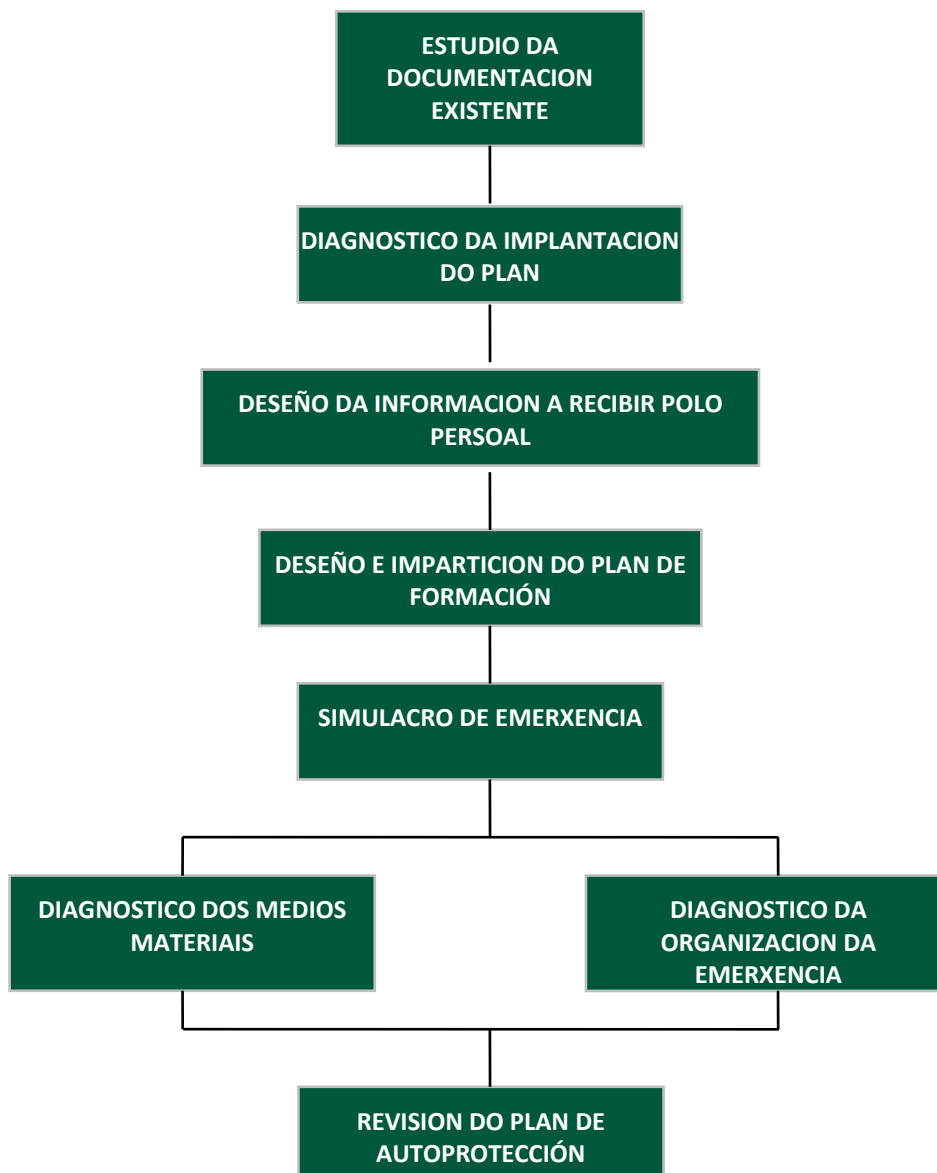 ESTUDIO DA
DOCUMENTACION
EXISTENTE
DIAGNOSTICO DA IMPLANTACION
DO PLAN
DESEÑO DA INFORMACION A RECIBIR POLO
PERSOAL
DESEÑO E IMPARTICION DO PLAN DE
FORMACIÓN
SIMULACRO DE EMERXENCIA
DIAGNOSTICO DOS MEDIOS
MATERIAIS
DIAGNOSTICO DA
ORGANIZACION DA
EMERXENCIA
REVISION DO PLAN DE
AUTOPROTECCIÓN